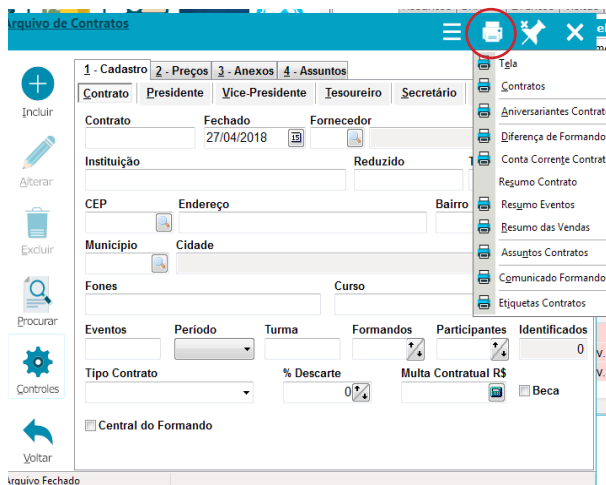 Arquivo de Contratos
1 - Cadastro 2 - Preços 3 - Anexos 4 - Assuntos
Contrato Presidente Vice-Presidente Tesoureiro Secretário
Contrato Fechado Fornecedor
27/04/2018 15
Instituição Reduzido
CEP Endereço Bairro
Município Cidade
Fones Curso
Eventos Período Turma Formandos Participantes Identificados
0
Tipo Contrato % Descarte Multa Contratual R$
0 Beca
Central do Formando
Incluir
Alterar
Excluir
Procurar
Controles
Voltar
Arquivo Fechado
Tela
Contratos
Aniversariantes Contrat
Diferença de Formando
Conta Corrente Contrat
Resumo Contrato
Resumo Eventos
Resumo das Vendas
Assuntos Contratos
Comunicado Formando
Etiquetas Contratos